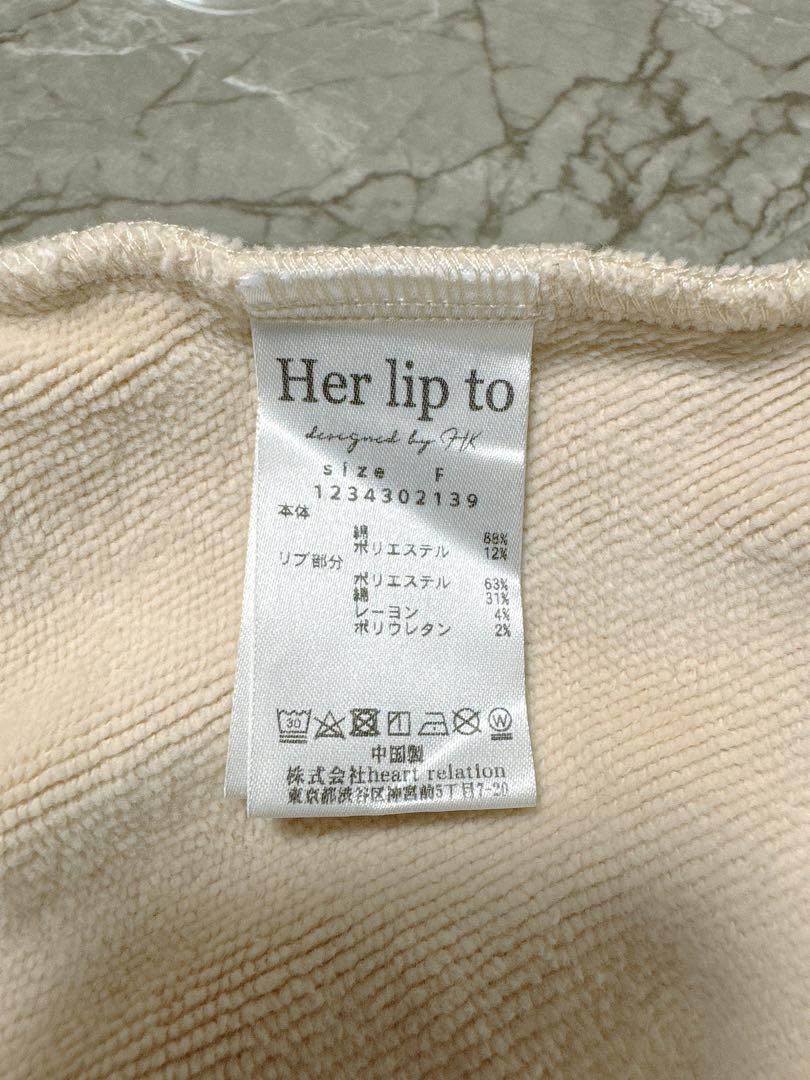 Her lip to
designed by HK
size F
1234302139
本体
綿 88%
ポリエステル 12%
リブ部分
ポリエステル 63%
綿 31%
レーヨン 4%
ポリウレタン 2%
30
W
中国製
株式会社heart relation
東京都渋谷区神宮前5丁目7-20